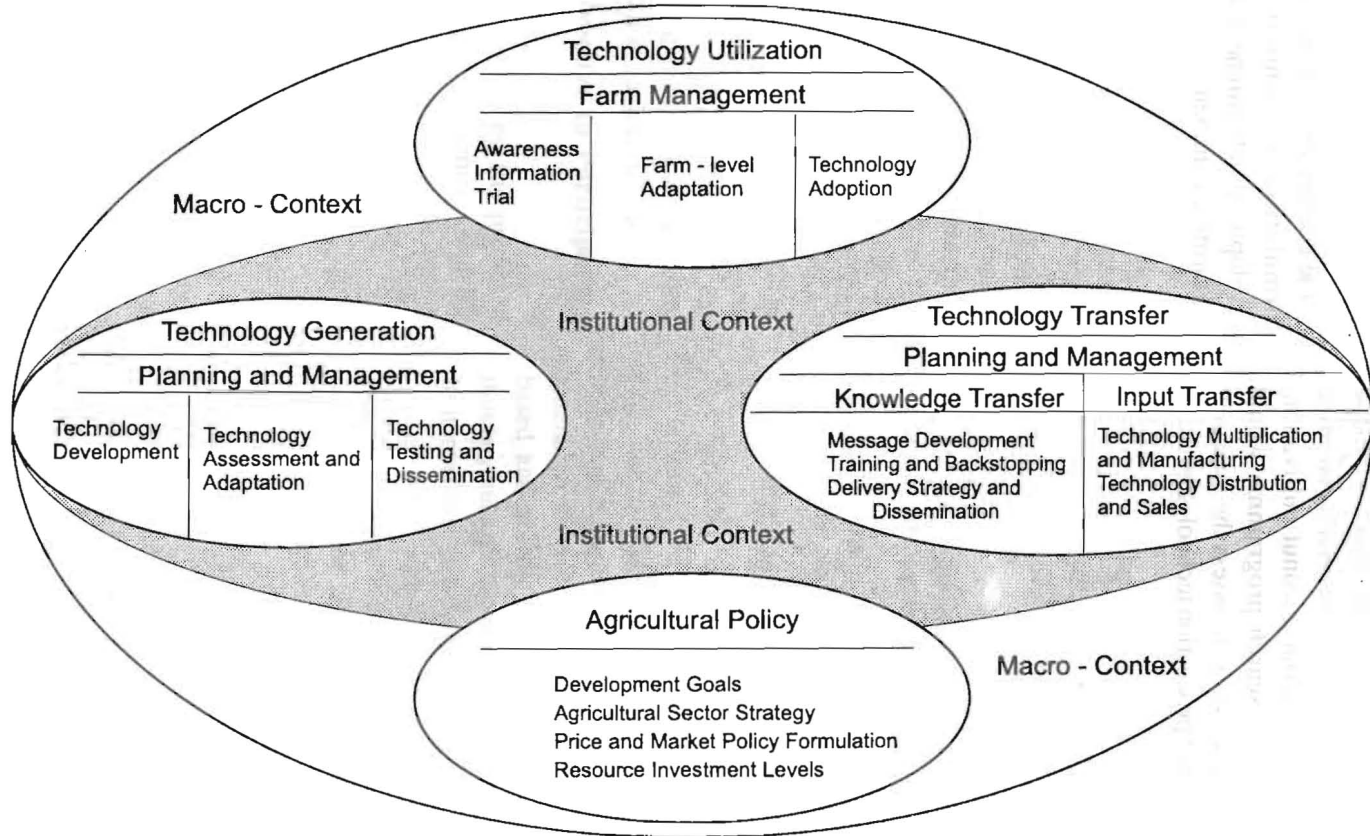 Technology Utilization
Farm Management
Awareness
Information
Trial
Farm - level
Adaptation
Technology
Adoption
Macro - Context
Institutional Context
Technology Generation
Planning and Management
Technology
Development
Technology
Assessment and
Adaptation
Technology
Testing and
Dissemination
Technology Transfer
Planning and Management
Knowledge Transfer
Message Development
Training and Backstopping
Delivery Strategy and
Dissemination
Input Transfer
Technology Multiplication
and Manufacturing
Technology Distribution
and Sales
Institutional Context
Agricultural Policy
Development Goals
Agricultural Sector Strategy
Price and Market Policy Formulation
Resource Investment Levels
Macro - Context